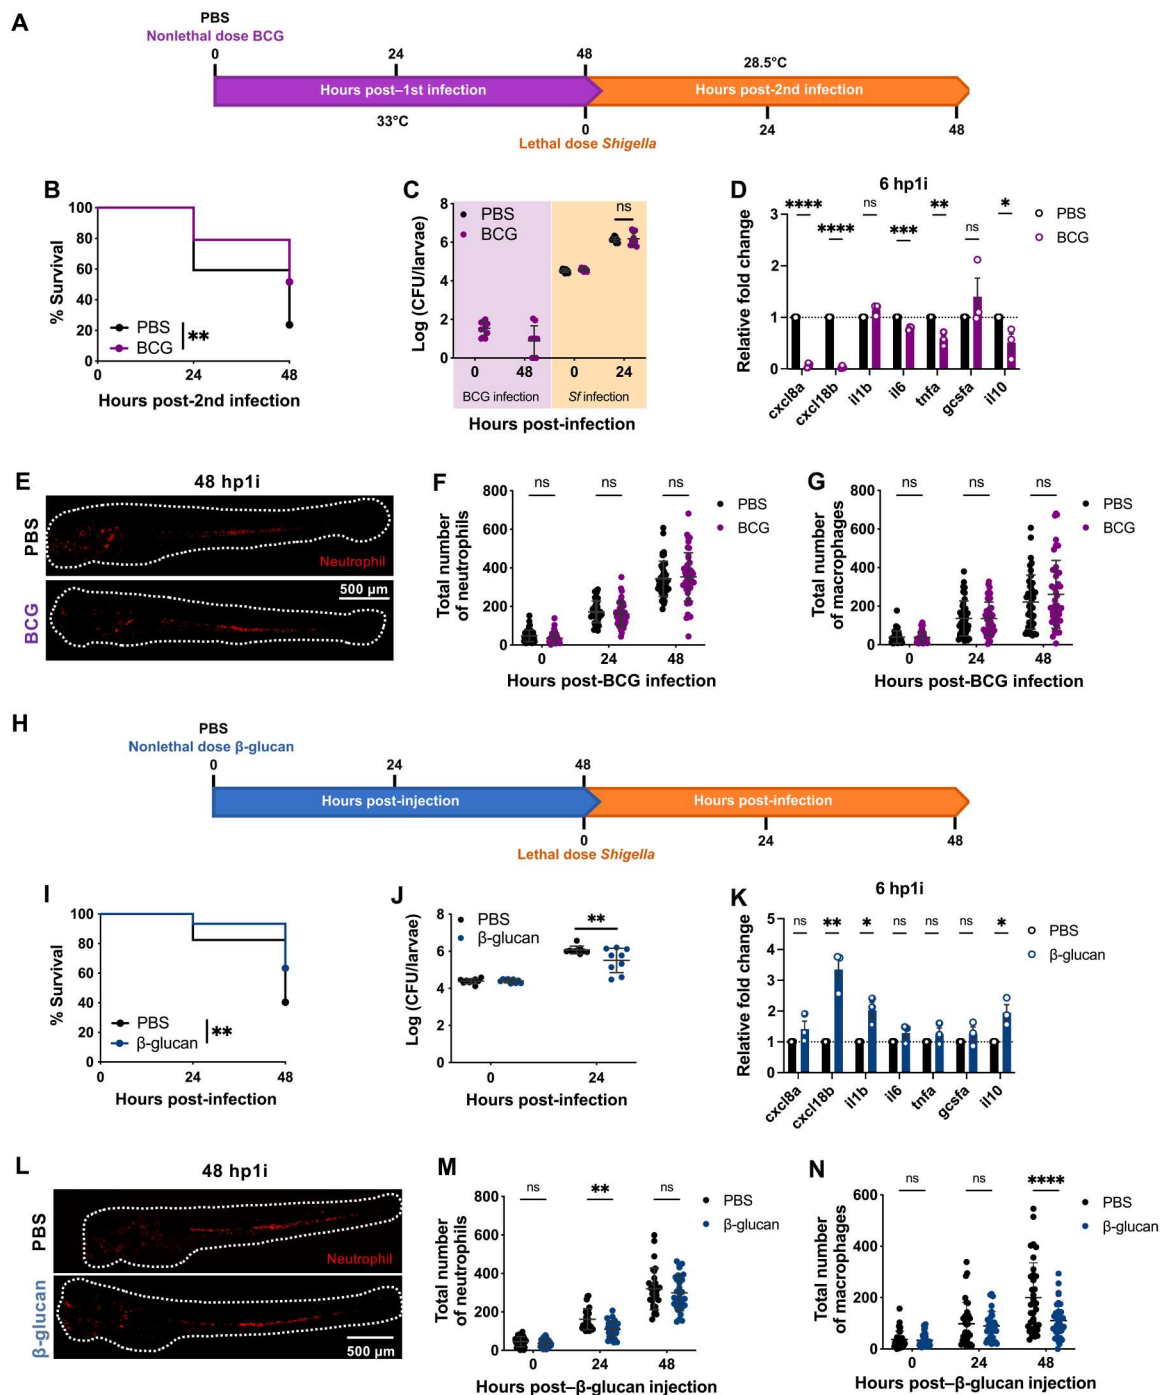 A
PBS
Nonlethal dose BCG
0 24 48
28.5°C
Hours post–1st infection
Hours post-2nd infection
33°C
0 24 48
Lethal dose Shigella
B
% Survival
100
80
60
40
20
0
PBS
BCG
**
0 24 48
Hours post-2nd infection
C
Log (CFU/larvae)
8
6
4
2
0
PBS
BCG
ns
0 48 0 24
BCG infection
Sf infection
Hours post-infection
D
6 hp1i
Relative fold change
3
2
1
0
**** **** ns *** ** ns *
PBS
BCG
cxcl8a cxcl18b il1b il6 tnfa gcsfa il10
E
48 hp1i
PBS
Neutrophil
BCG
500 µm
F
Total number
of neutrophils
800
600
400
200
0
ns ns ns
PBS
BCG
0 24 48
Hours post-BCG infection
G
Total number
of macrophages
800
600
400
200
0
ns ns ns
PBS
BCG
0 24 48
Hours post-BCG infection
H
PBS
Nonlethal dose β-glucan
0 24 48
Hours post-injection
Hours post-infection
0 24 48
Lethal dose Shigella
I
% Survival
100
80
60
40
20
0
PBS
β-glucan
**
0 24 48
Hours post-infection
J
Log (CFU/larvae)
8
6
4
2
0
PBS
β-glucan
**
0 24
Hours post-infection
K
6 hp1i
Relative fold change
5
4
3
2
1
0
ns ** * ns ns ns *
PBS
β-glucan
cxcl8a cxcl18b il1b il6 tnfa gcsfa il10
L
48 hp1i
PBS
Neutrophil
β-glucan
500 µm
M
Total number
of neutrophils
800
600
400
200
0
ns ** ns
PBS
β-glucan
0 24 48
Hours post–β-glucan injection
N
Total number
of macrophages
600
400
200
0
ns ns ****
PBS
β-glucan
0 24 48
Hours post–β-glucan injection